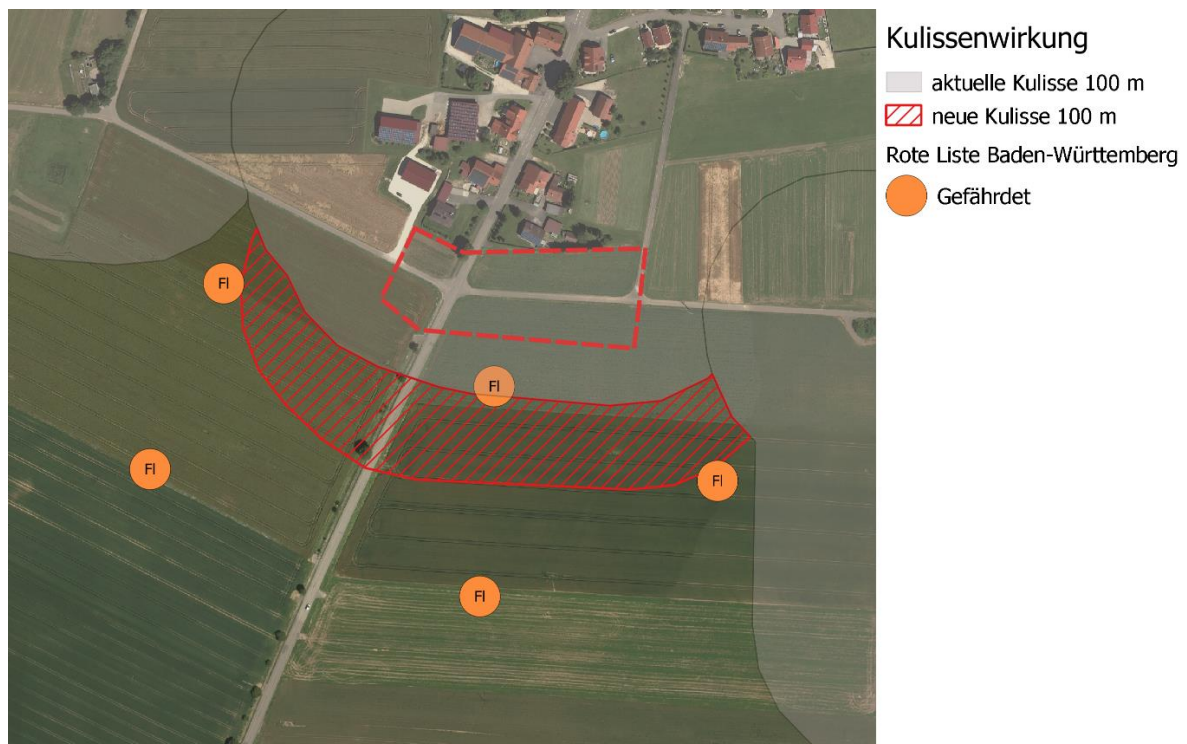 Kulissenwirkung
aktuelle Kulisse 100 m
neue Kulisse 100 m
Rote Liste Baden-Württemberg
Gefährdet
Fl
Fl
Fl
Fl
Fl